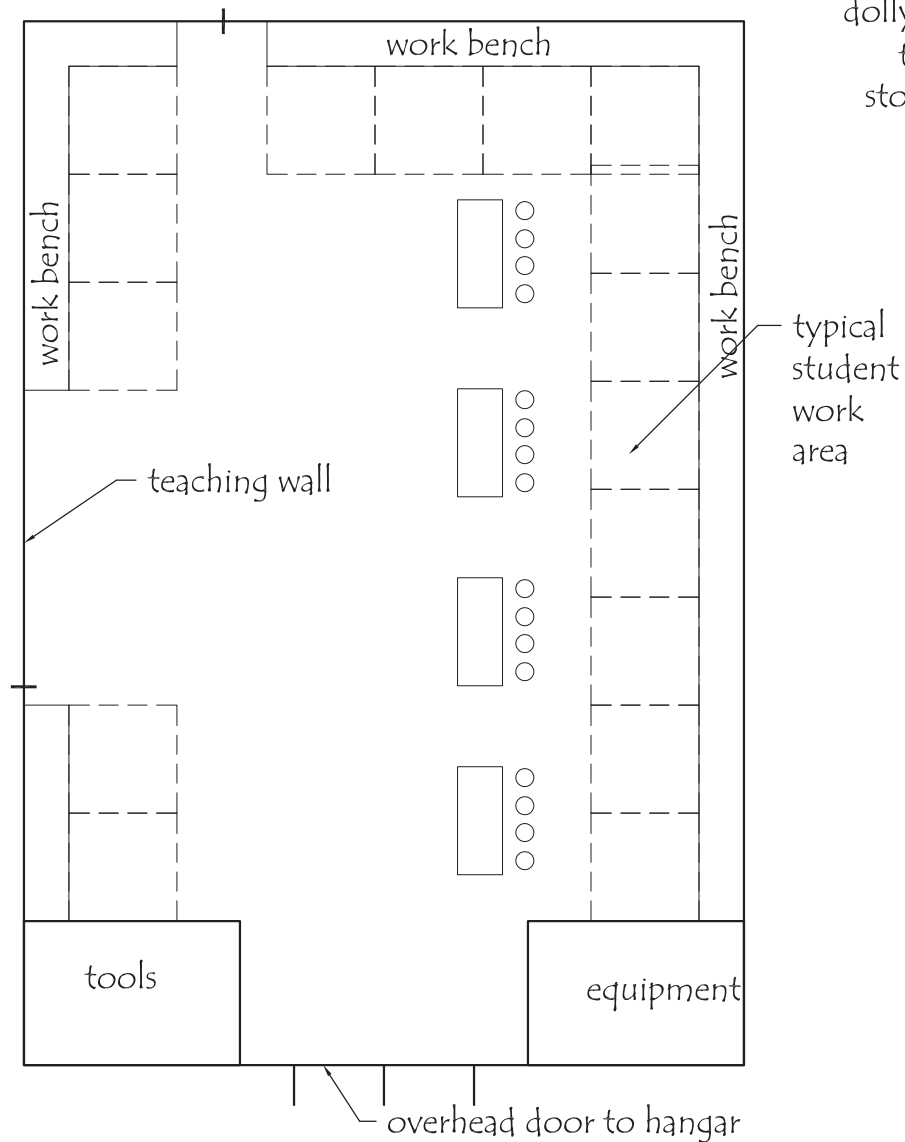 dolly
t
sto
work bench
work bench
work bench
typical
student
work
area
teaching wall
tools
equipment
overhead door to hangar